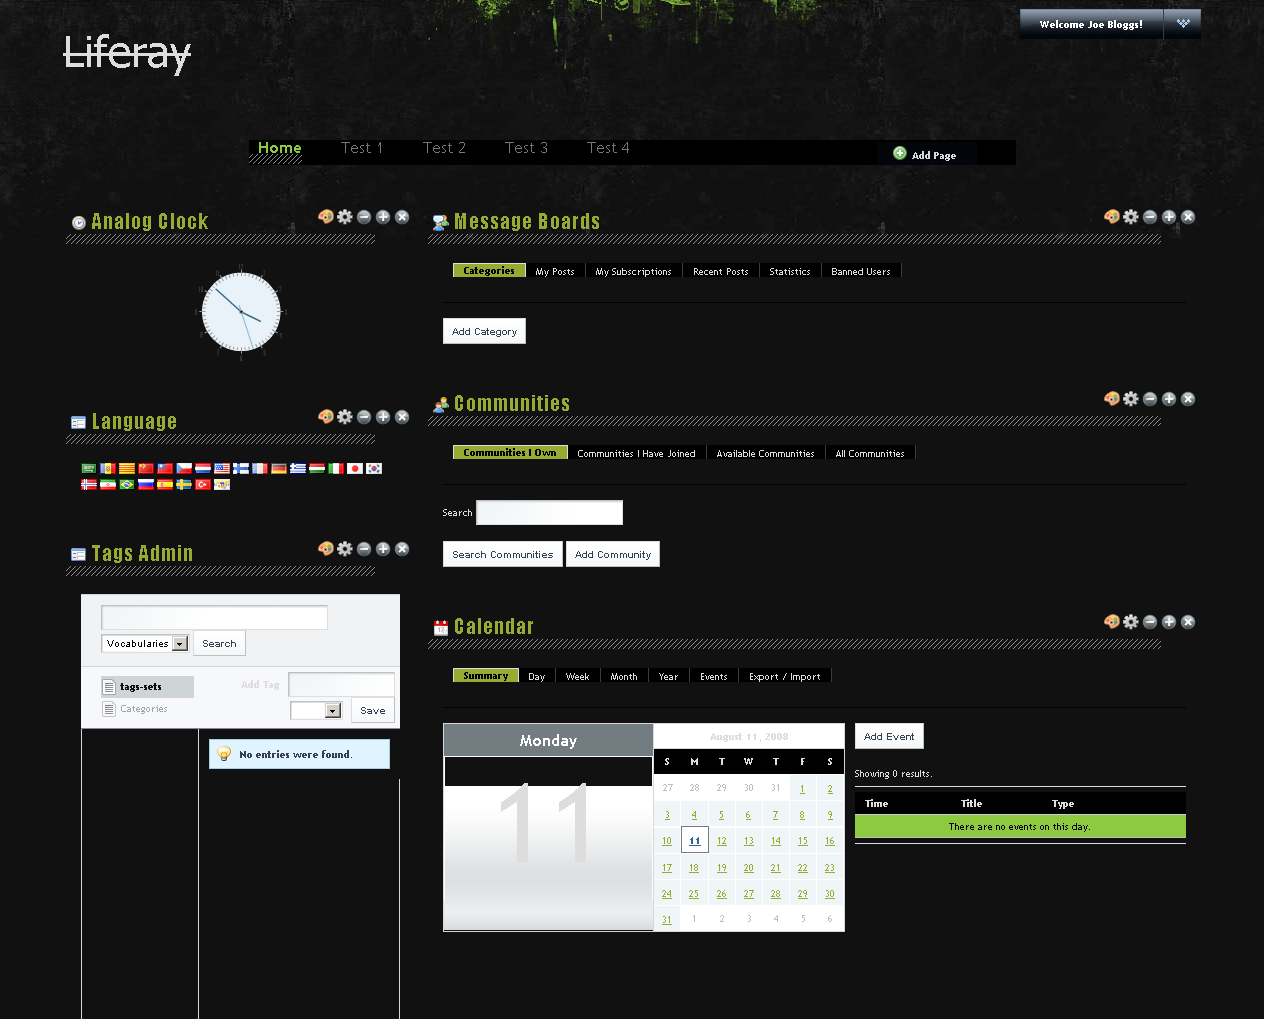 Welcome Joe Bloggs!
Liferay
Home Test 1 Test 2 Test 3 Test 4 Add Page
Analog Clock
Language
Tags Admin
Vocabularies Search
tags-sets Add Tag
Categories
Save
No entries were found.
Message Boards
Categories My Posts My Subscriptions Recent Posts Statistics Banned Users
Add Category
Communities
Communities I Own Communities I Have Joined Available Communities All Communities
Search
Search Communities Add Community
Calendar
Summary Day Week Month Year Events Export / Import
Monday
11
August 11, 2008
S M T W T F S
27 28 29 30 31 1 2
3 4 5 6 7 8 9
10 11 12 13 14 15 16
17 18 19 20 21 22 23
24 25 26 27 28 29 30
31 1 2 3 4 5 6
Add Event
Showing 0 results.
Time Title Type
There are no events on this day.